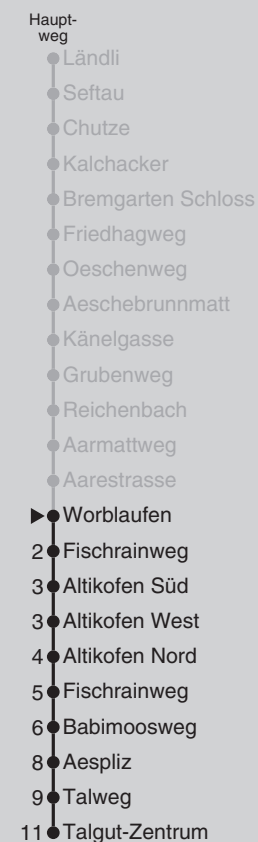 Haupt-
weg
Ländli
Seftau
Chutze
Kalchacker
Bremgarten Schloss
Friedhagweg
Oeschenweg
Aeschebrunnmatt
Känelgasse
Grubenweg
Reichenbach
Aarmattweg
Aarestrasse
Worblaufen
2 Fischrainweg
3 Altikofen Süd
3 Altikofen West
4 Altikofen Nord
5 Fischrainweg
6 Babimoosweg
8 Aespliz
9 Talweg
11 Talgut-Zentrum